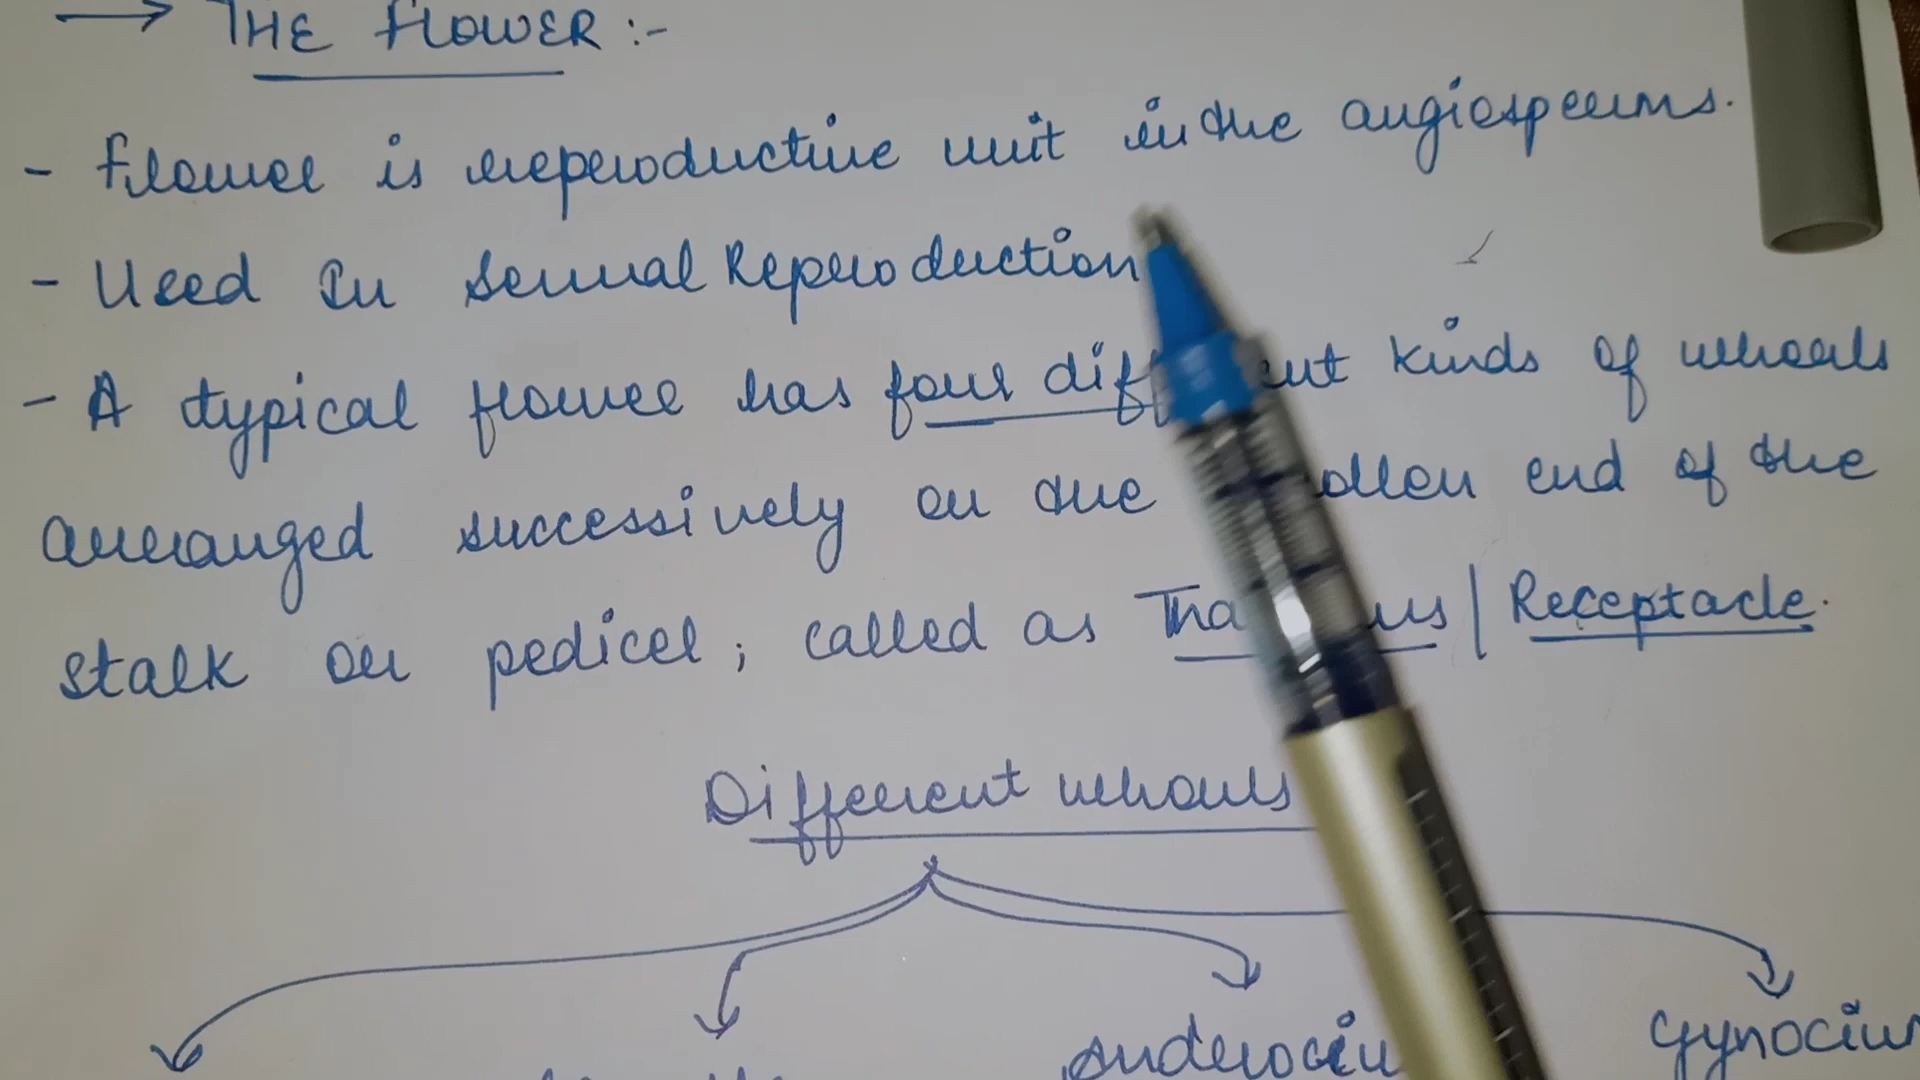 → THE FLOWER :-
- Flower is reproductive unit in the angiosperms.
- Used In Sexual Reproduction
- A typical flower has four different kinds of whorls
arranged successively on the swollen end of the
stalk or pedicel ; called as Thalamus / Receptacle.
Different whorls
Androcium Gynocium